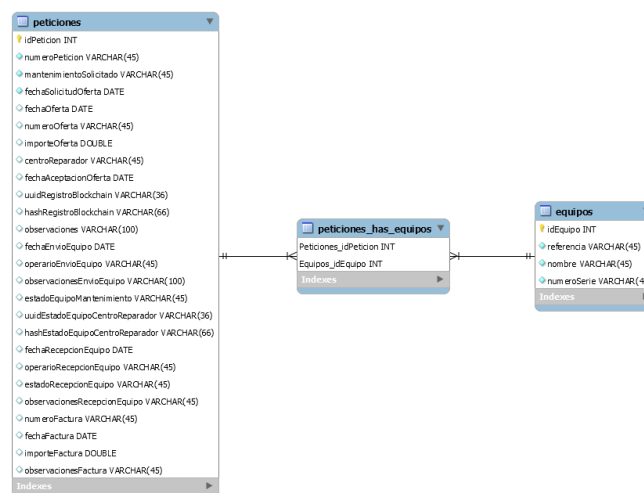 peticiones
idPeticion INT
numeroPeticion VARCHAR(45)
mantenimientoSolicitado VARCHAR(45)
fechaSolicitudOferta DATE
fechaOferta DATE
numeroOferta VARCHAR(45)
importeOferta DOUBLE
centroReparador VARCHAR(45)
fechaAceptacionOferta DATE
uuidRegistroBlockchain VARCHAR(36)
hashRegistroBlockchain VARCHAR(66)
observaciones VARCHAR(100)
fechaEnvioEquipo DATE
operarioEnvioEquipo VARCHAR(45)
observacionesEnvioEquipo VARCHAR(100)
estadoEquipoMantenimiento VARCHAR(45)
uuidEstadoEquipoCentroReparador VARCHAR(36)
hashEstadoEquipoCentroReparador VARCHAR(66)
fechaRecepcionEquipo DATE
operarioRecepcionEquipo VARCHAR(45)
estadoRecepcionEquipo VARCHAR(45)
observacionesRecepcionEquipo VARCHAR(45)
numeroFactura VARCHAR(45)
fechaFactura DATE
importeFactura DOUBLE
observacionesFactura VARCHAR(45)
Indexes
peticiones_has_equipos
Peticiones_idPeticion INT
Equipos_idEquipo INT
Indexes
equipos
idEquipo INT
referencia VARCHAR(45)
nombre VARCHAR(45)
numeroSerie VARCHAR(4
Indexes